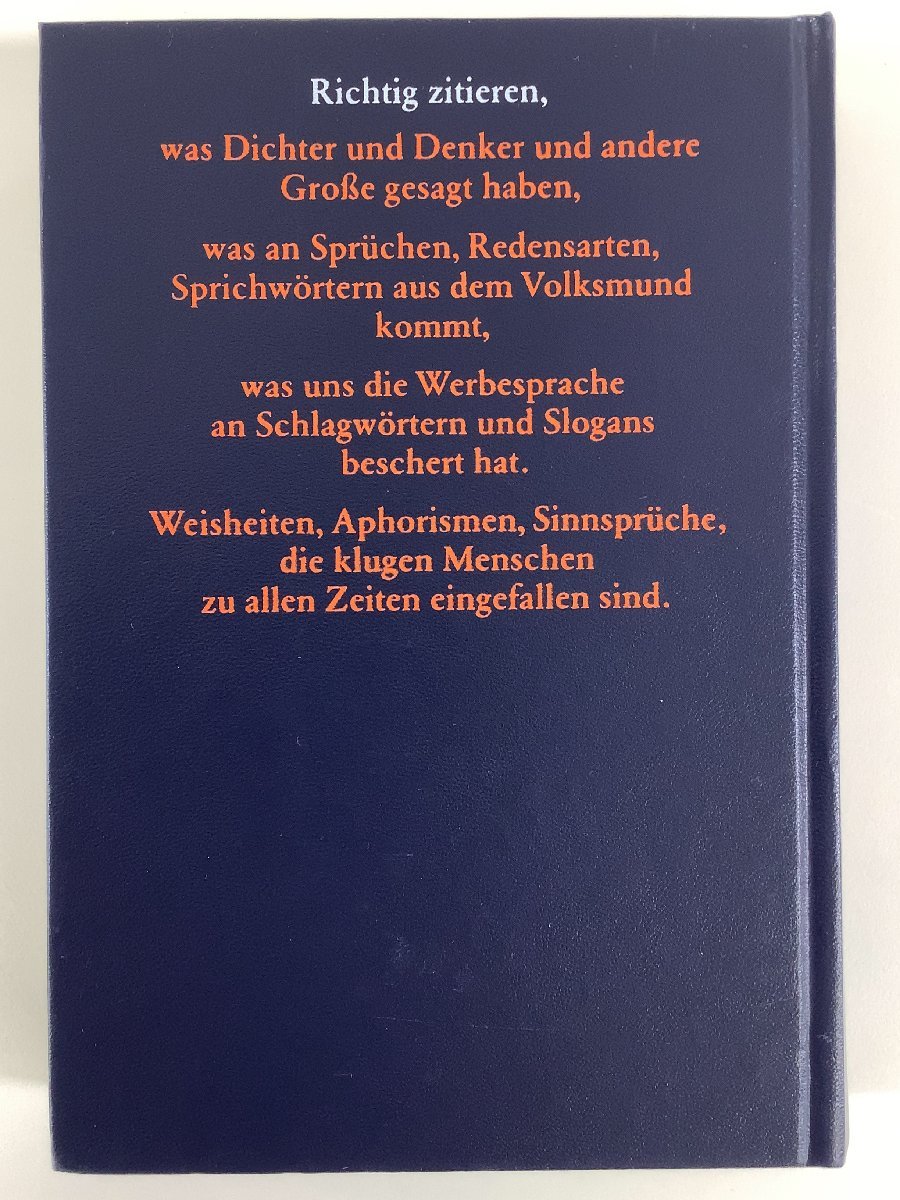 Richtig zitieren,
was Dichter und Denker und andere
Große gesagt haben,
was an Sprüchen, Redensarten,
Sprichwörtern aus dem Volksmund
kommt,
was uns die Werbesprache
an Schlagwörtern und Slogans
beschert hat.
Weisheiten, Aphorismen, Sinnsprüche,
die klugen Menschen
zu allen Zeiten eingefallen sind.